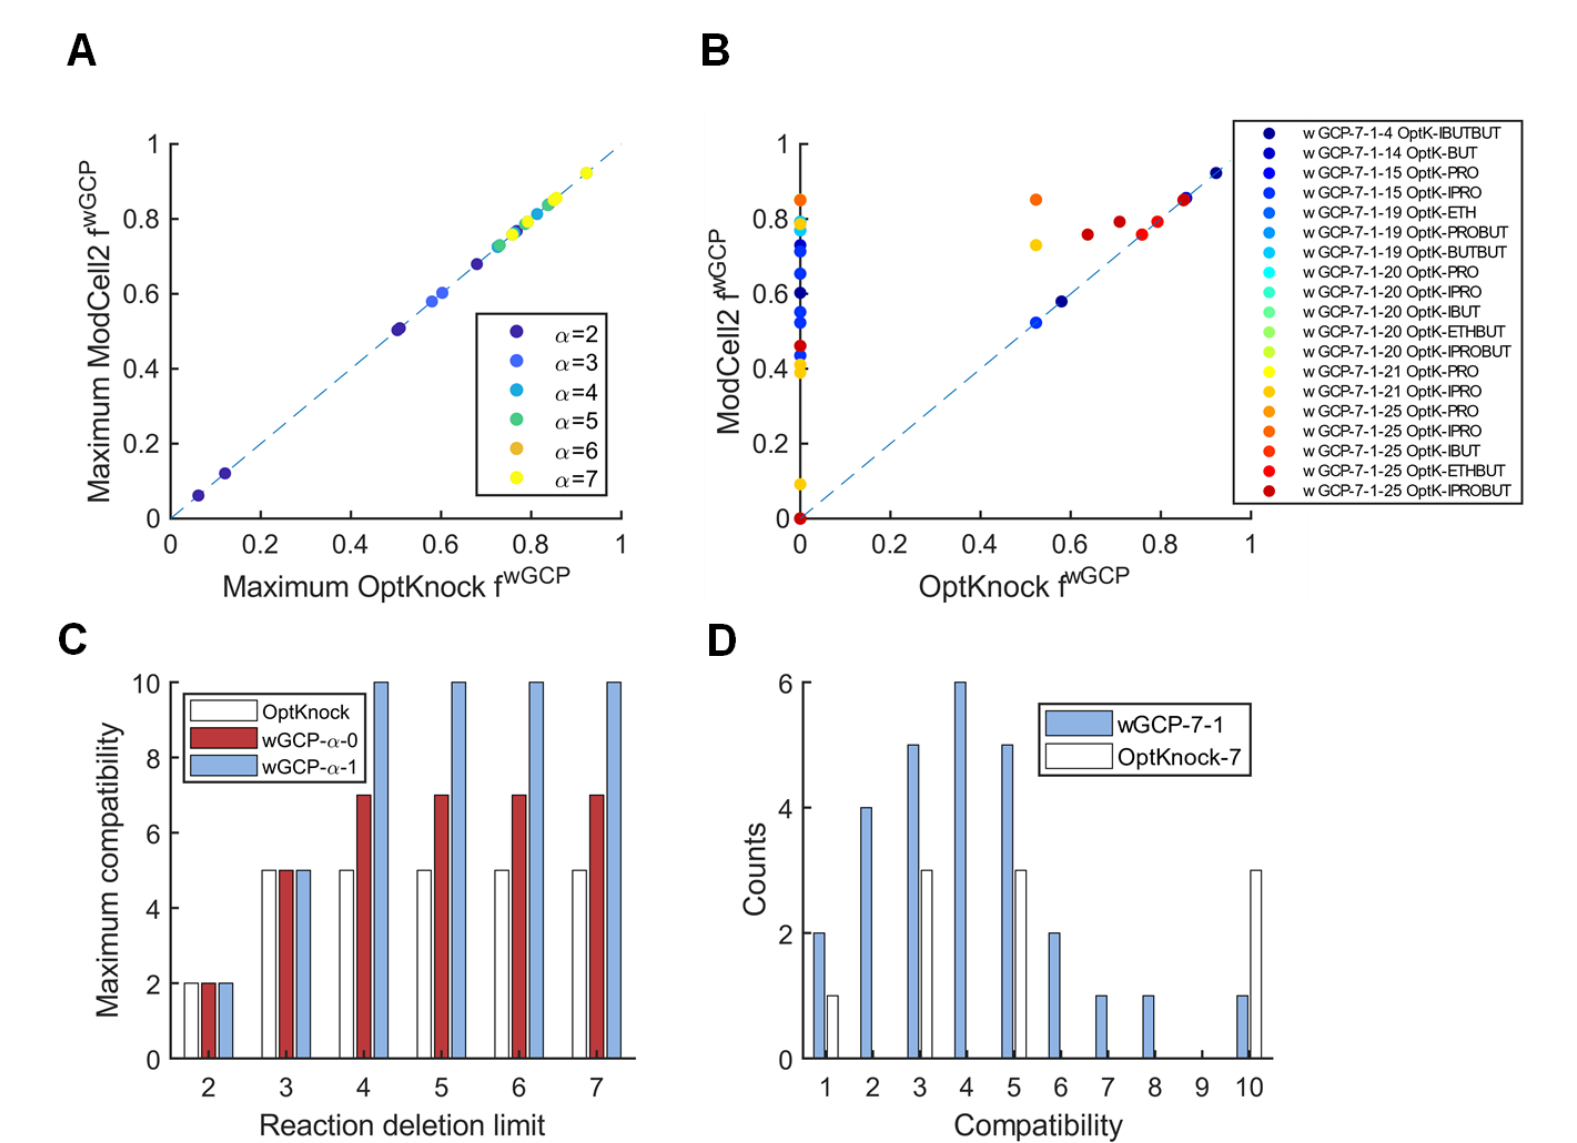 A
B
1
0.8
0.6
0.4
0.2
0
Maximum ModCell2 f^wGCP
α=2
α=3
α=4
α=5
α=6
α=7
0 0.2 0.4 0.6 0.8 1
Maximum OptKnock f^wGCP
1
0.8
0.6
0.4
0.2
0
ModCell2 f^wGCP
w GCP-7-1-4 OptK-IBUTBUT
w GCP-7-1-14 OptK-BUT
w GCP-7-1-15 OptK-PRO
w GCP-7-1-15 OptK-IPRO
w GCP-7-1-19 OptK-ETH
w GCP-7-1-19 OptK-PROBUT
w GCP-7-1-19 OptK-BUTBUT
w GCP-7-1-20 OptK-PRO
w GCP-7-1-20 OptK-IPRO
w GCP-7-1-20 OptK-IBUT
w GCP-7-1-20 OptK-ETHBUT
w GCP-7-1-20 OptK-IPROBUT
w GCP-7-1-21 OptK-PRO
w GCP-7-1-21 OptK-IPRO
w GCP-7-1-25 OptK-PRO
w GCP-7-1-25 OptK-IPRO
w GCP-7-1-25 OptK-IBUT
w GCP-7-1-25 OptK-ETHBUT
w GCP-7-1-25 OptK-IPROBUT
0 0.2 0.4 0.6 0.8 1
OptKnock f^wGCP
C
D
10
8
6
4
2
0
Maximum compatibility
OptKnock
wGCP-α-0
wGCP-α-1
2 3 4 5 6 7
Reaction deletion limit
6
4
2
0
Counts
wGCP-7-1
OptKnock-7
1 2 3 4 5 6 7 8 9 10
Compatibility